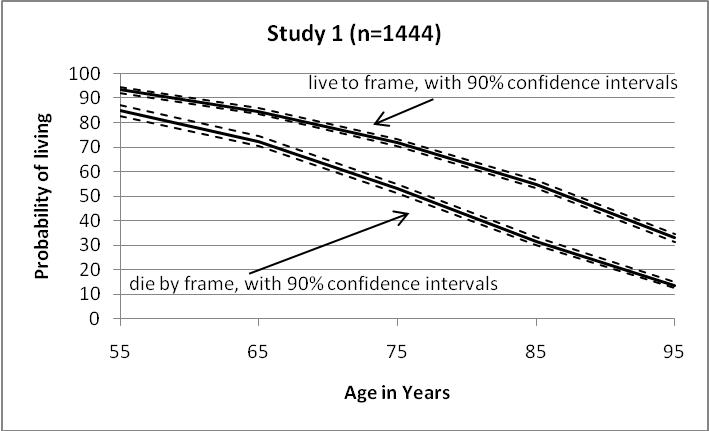 Study 1 (n=1444)
live to frame, with 90% confidence intervals
die by frame, with 90% confidence intervals
Probability of living
100
90
80
70
60
50
40
30
20
10
0
55 65 75 85 95
Age in Years